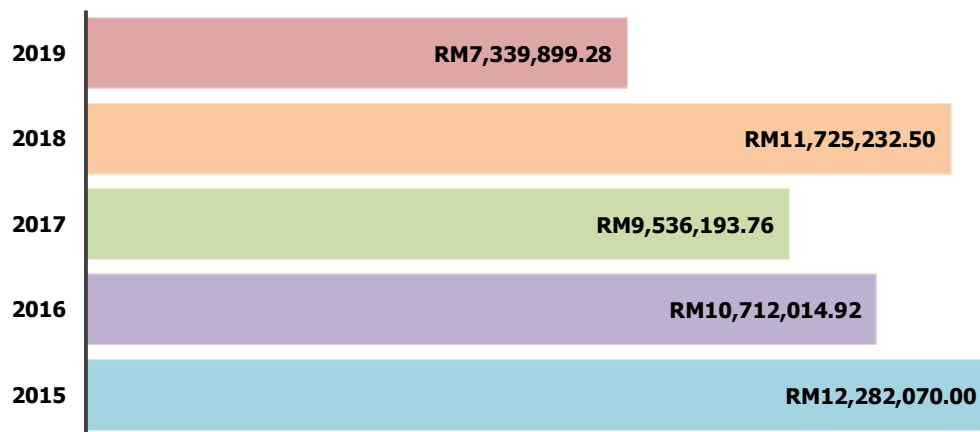 2019 RM7,339,899.28
2018 RM11,725,232.50
2017 RM9,536,193.76
2016 RM10,712,014.92
2015 RM12,282,070.00